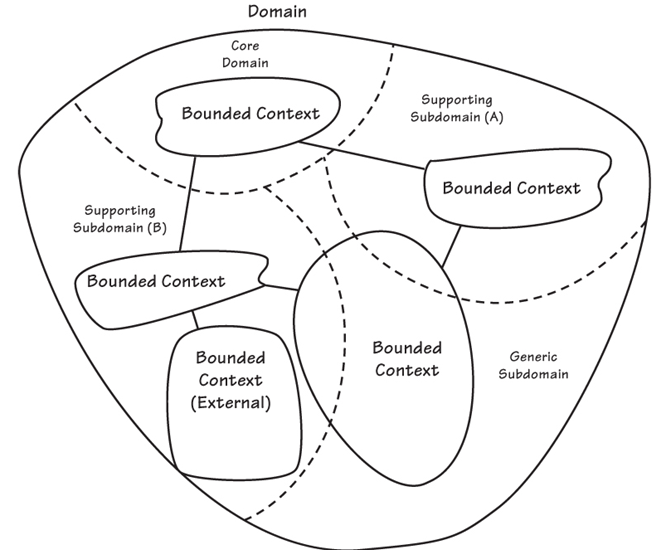 Domain
Core
Domain
Bounded Context
Supporting
Subdomain (A)
Bounded Context
Supporting
Subdomain (B)
Bounded Context
Bounded
Context
(External)
Bounded
Context
Generic
Subdomain